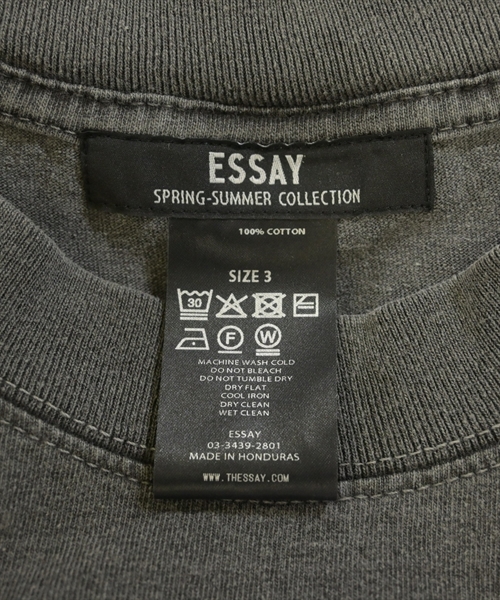 ESSAY
SPRING-SUMMER COLLECTION
100% COTTON
SIZE 3
30
F W
MACHINE WASH COLD
DO NOT BLEACH
DO NOT TUMBLE DRY
DRY FLAT
COOL IRON
DRY CLEAN
WET CLEAN
ESSAY
03-3439-2801
MADE IN HONDURAS
WWW.THESSAY.COM